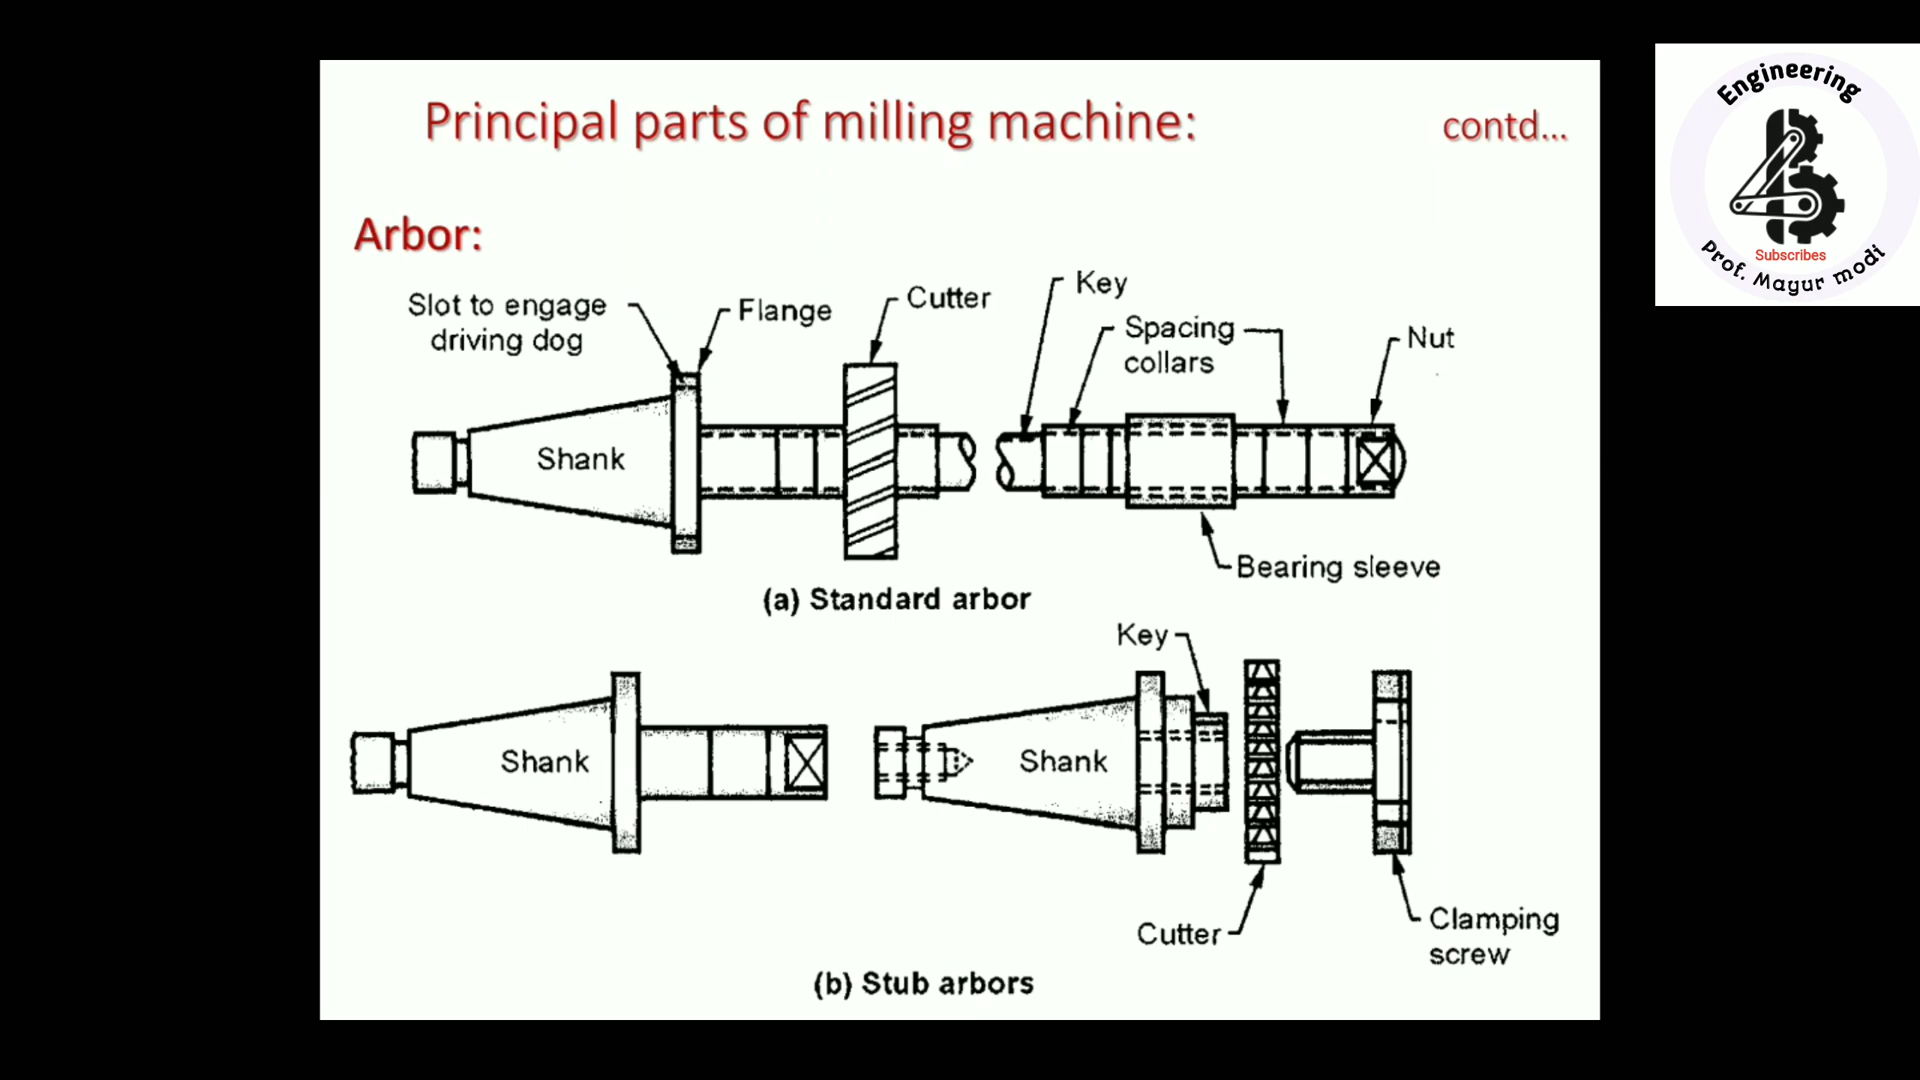 Principal parts of milling machine:
contd...
Arbor:
Slot to engage
driving dog
Flange
Cutter
Key
Spacing
collars
Nut
Shank
Bearing sleeve
(a) Standard arbor
Key
Shank
Shank
Cutter
Clamping
screw
(b) Stub arbors
Engineering
Subscribes
Prof. Mayur modi